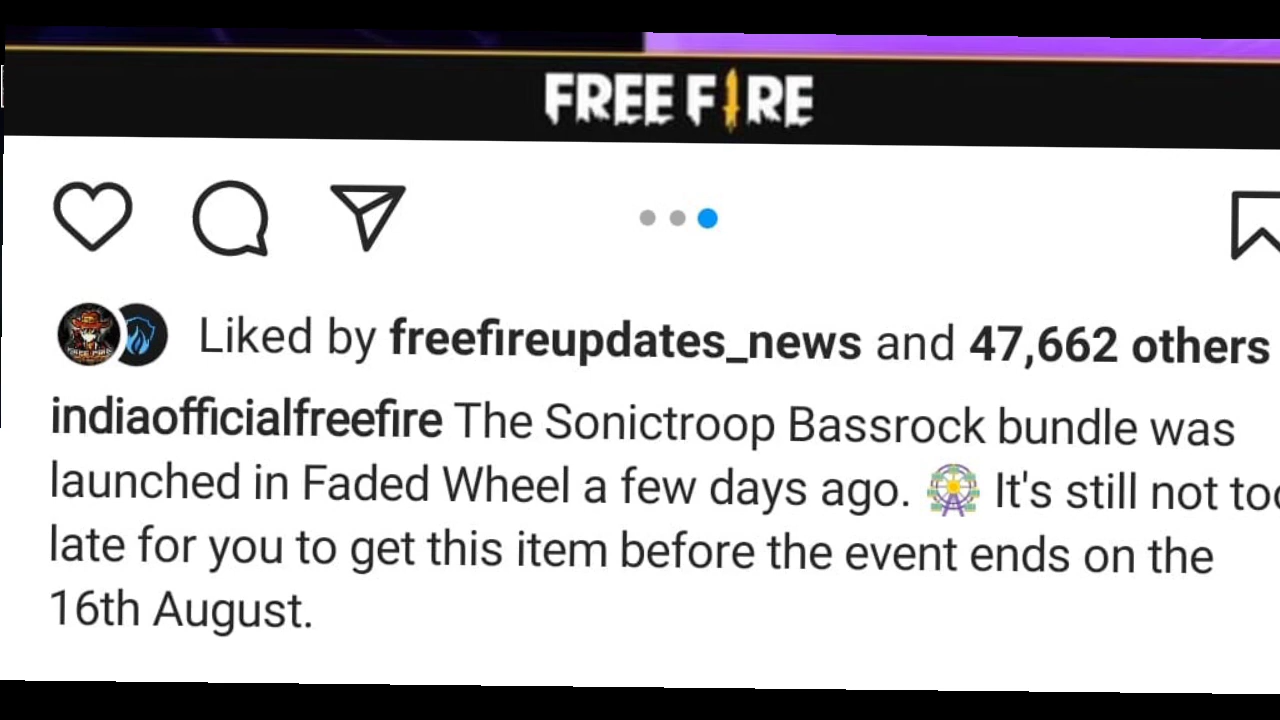 FREE FIRE
Liked by freefireupdates_news and 47,662 others
indiaofficialfreefire The Sonictroop Bassrock bundle was
launched in Faded Wheel a few days ago. 🎡 It's still not too
late for you to get this item before the event ends on the
16th August.